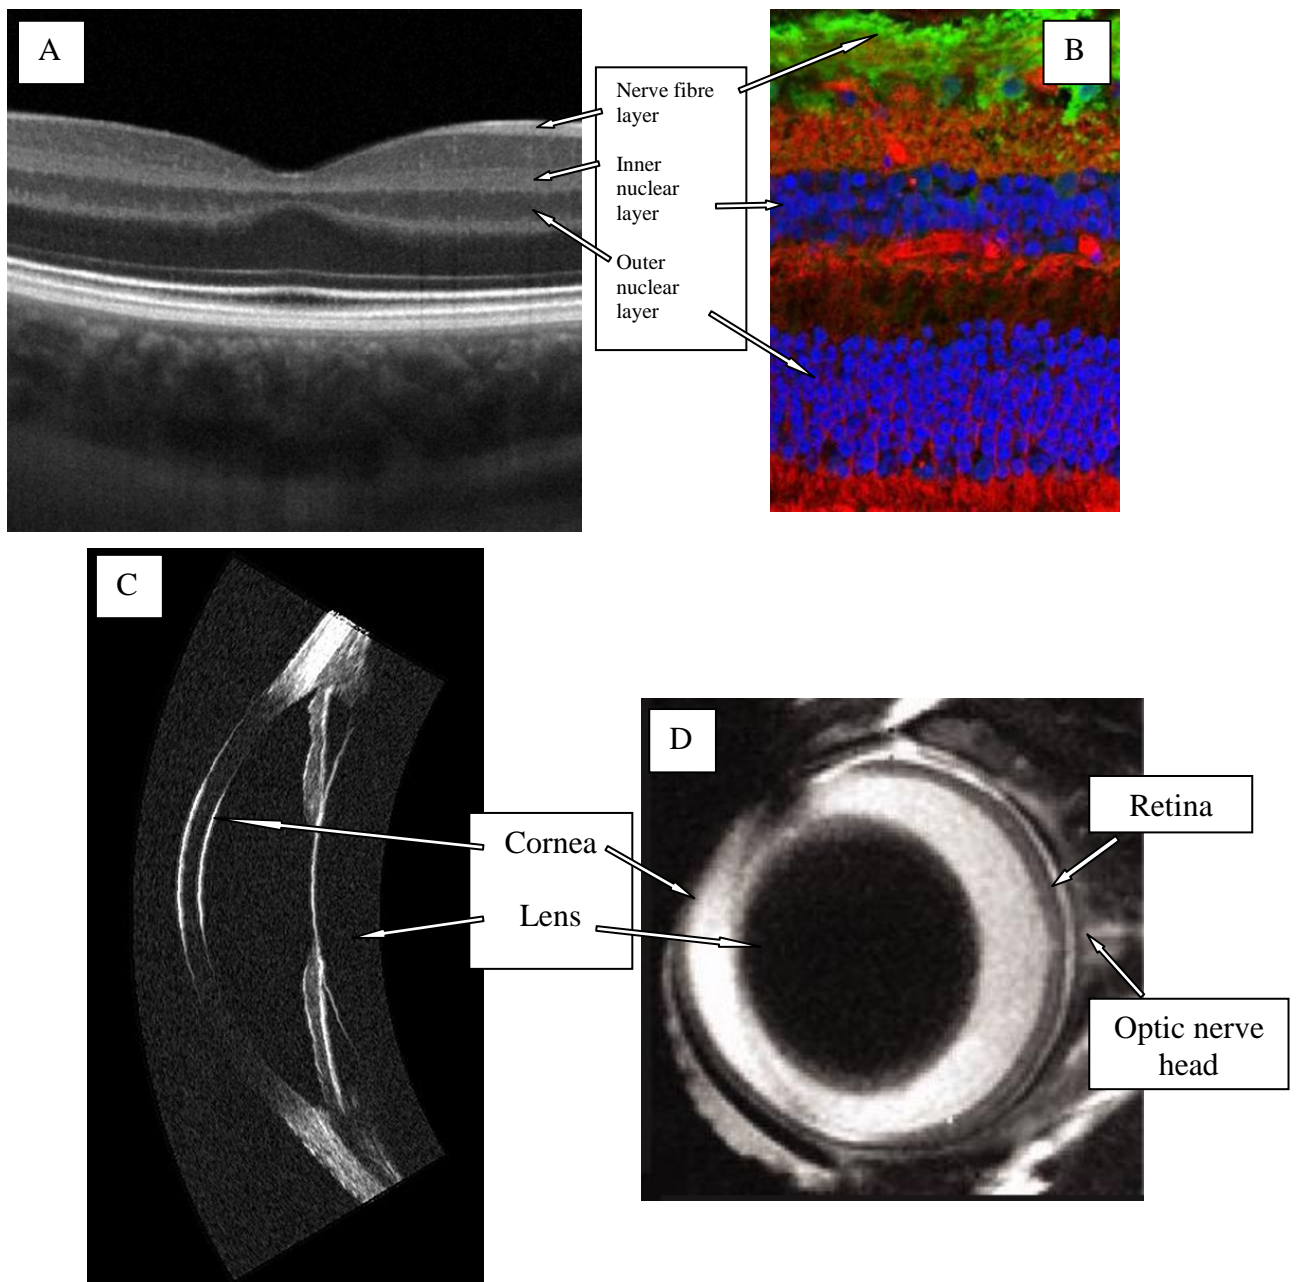 A
B
Nerve fibre
layer
Inner
nuclear
layer
Outer
nuclear
layer
C
D
Cornea
Lens
Retina
Optic nerve
head